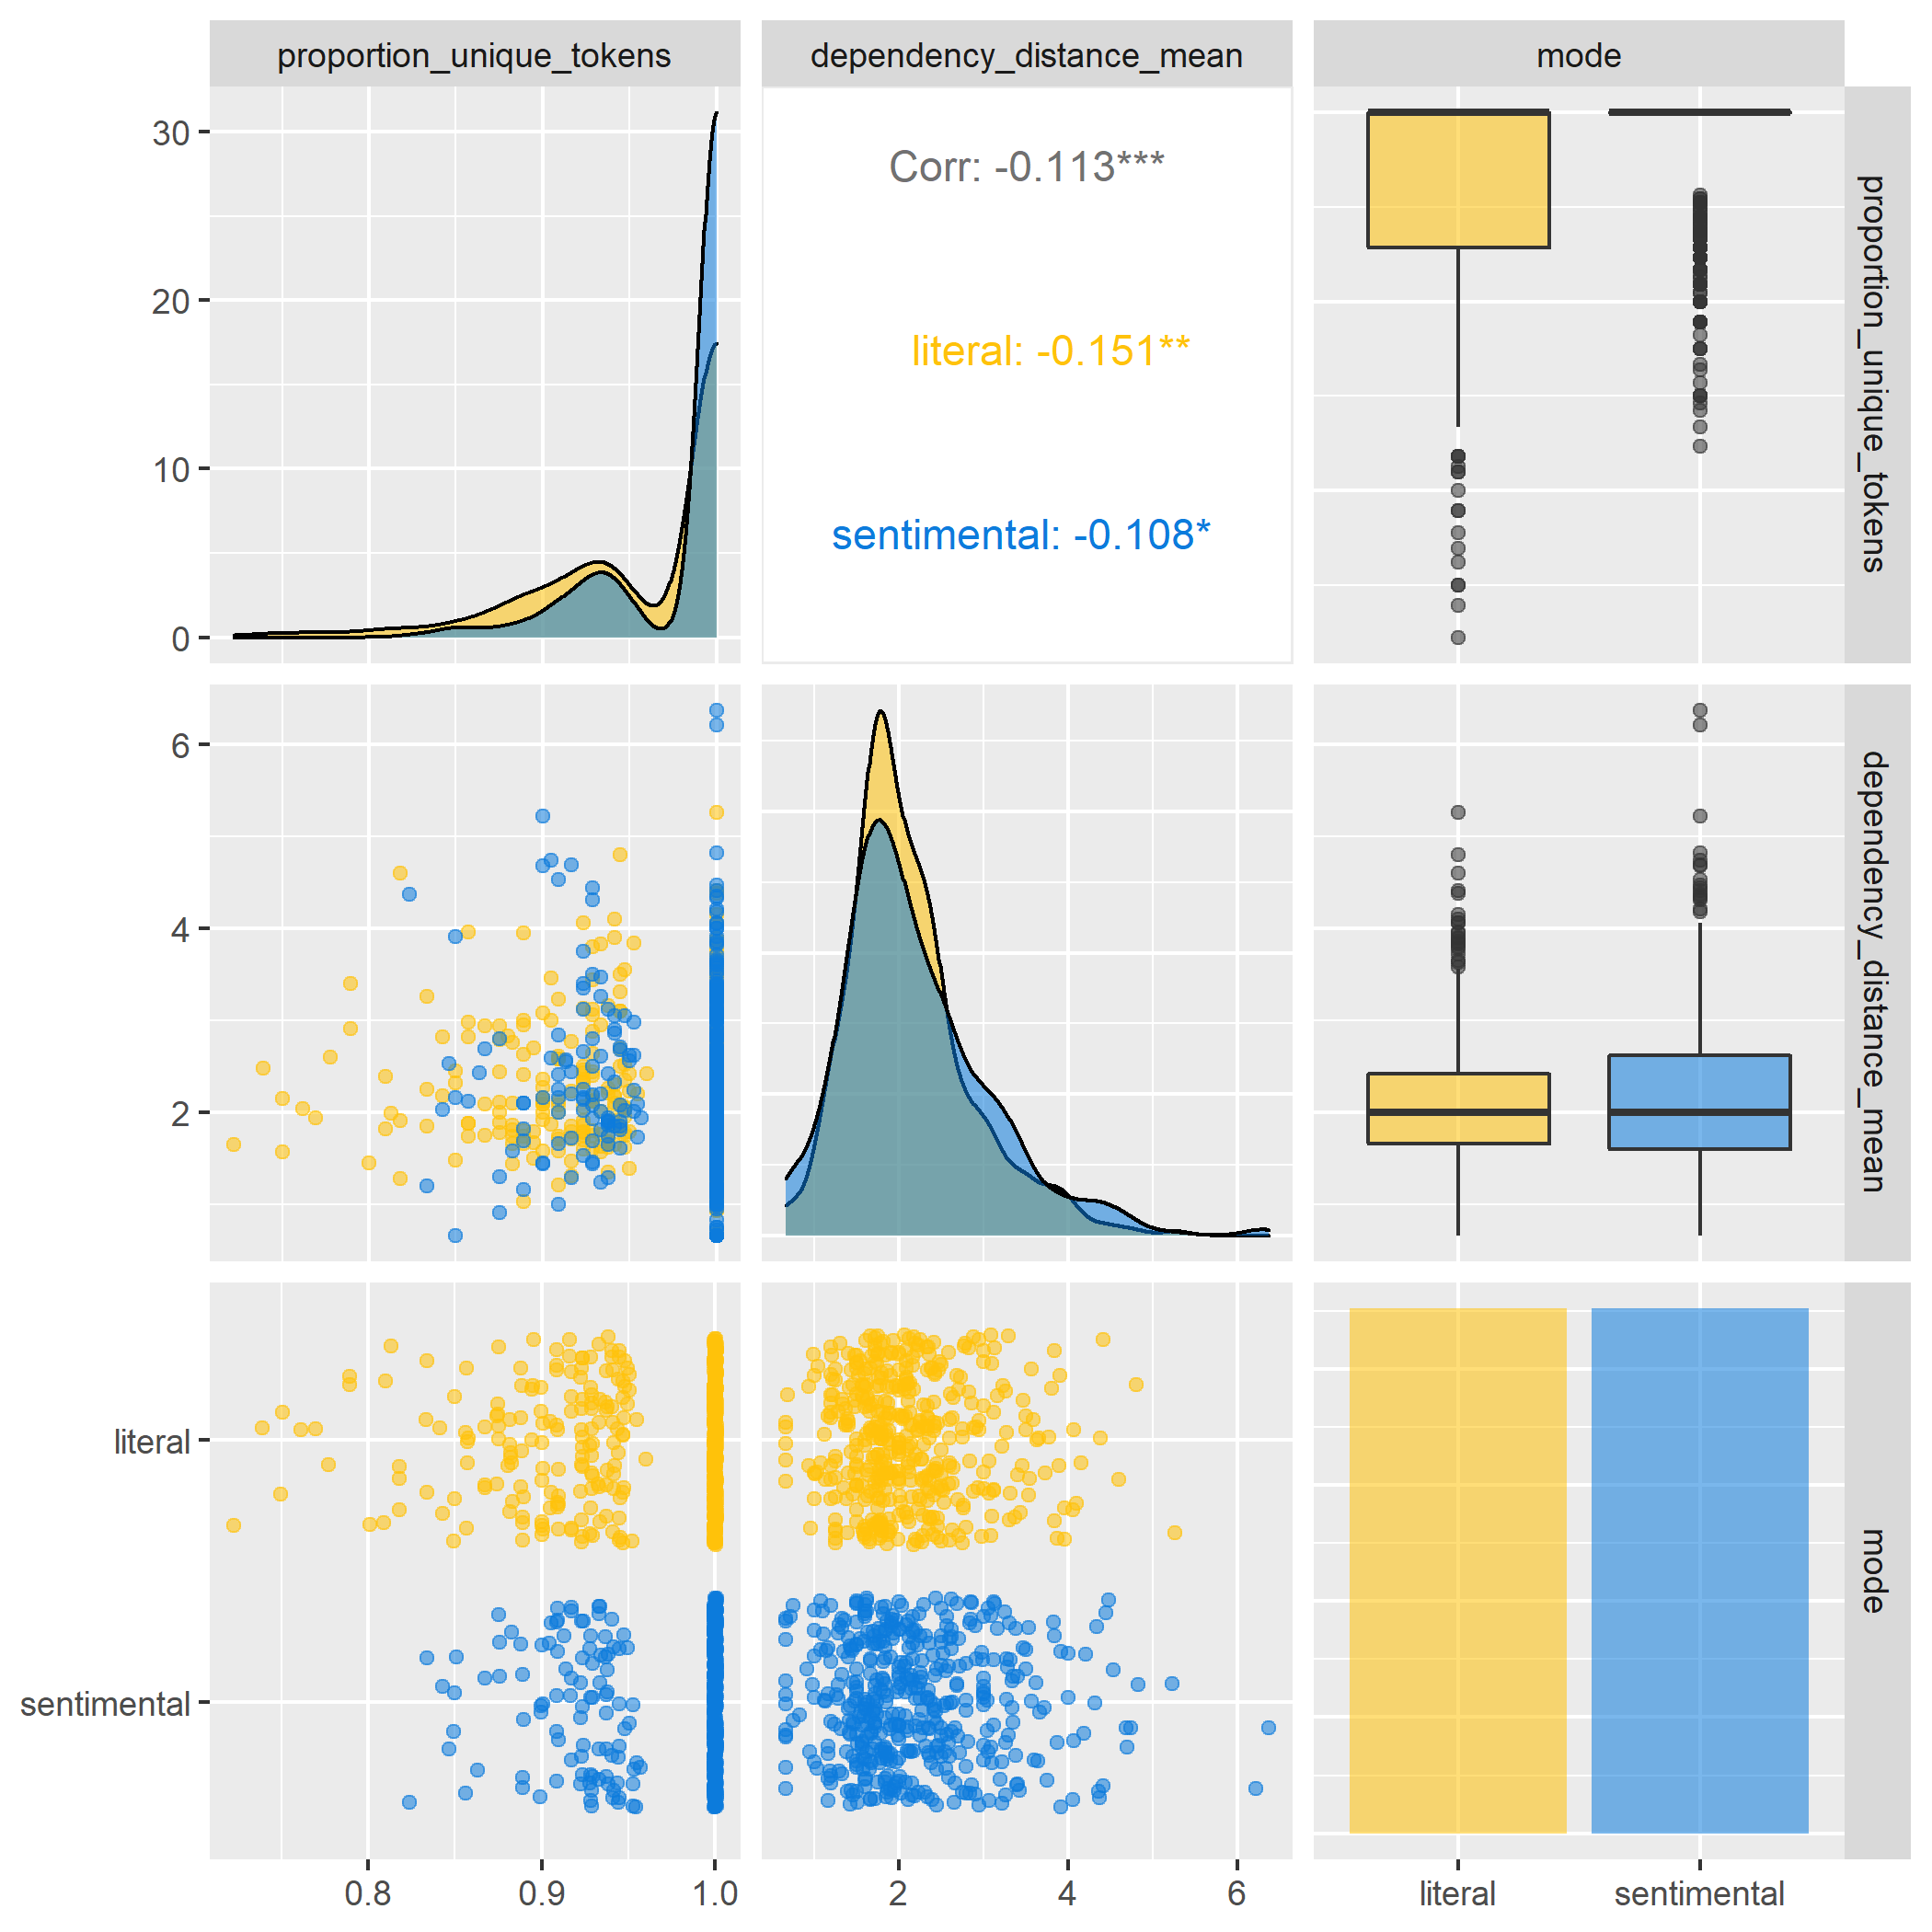 proportion_unique_tokens
dependency_distance_mean
mode
30
20
10
0
Corr: -0.113***
literal: -0.151**
sentimental: -0.108*
proportion_unique_tokens
6
4
2
dependency_distance_mean
literal
sentimental
mode
0.8
0.9
1.0
2
4
6
literal
sentimental